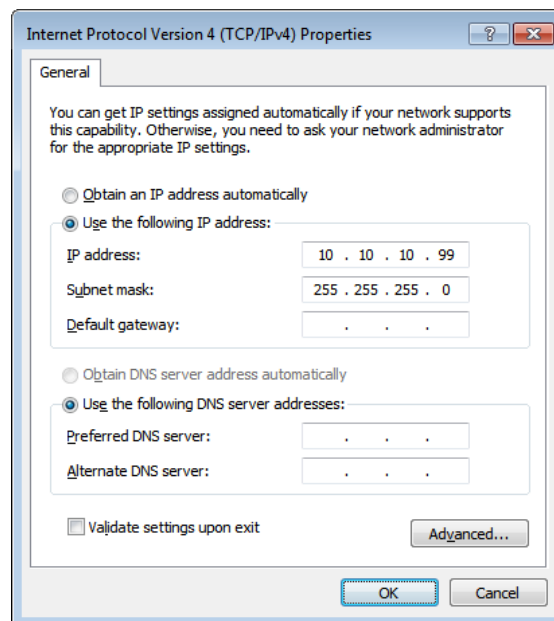 Internet Protocol Version 4 (TCP/IPv4) Properties
General
You can get IP settings assigned automatically if your network supports
this capability. Otherwise, you need to ask your network administrator
for the appropriate IP settings.
Obtain an IP address automatically
Use the following IP address:
IP address: 10 . 10 . 10 . 99
Subnet mask: 255 . 255 . 255 . 0
Default gateway: . . .
Obtain DNS server address automatically
Use the following DNS server addresses:
Preferred DNS server: . . .
Alternate DNS server: . . .
Validate settings upon exit
Advanced...
OK Cancel